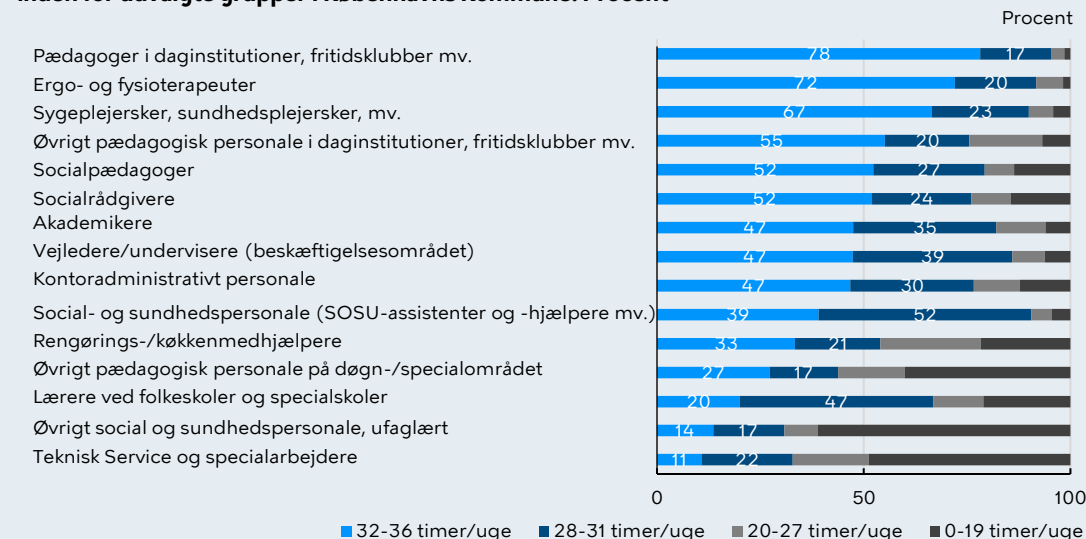 Procent
Pædagoger i daginstitutioner, fritidsklubber mv. 78 17
Ergo- og fysioterapeuter 72 20
Sygeplejersker, sundhedsplejersker, mv. 67 23
Øvrigt pædagogisk personale i daginstitutioner, fritidsklubber mv. 55 20
Socialpædagoger 52 27
Socialrådgivere 52 24
Akademikere 47 35
Vejledere/undervisere (beskæftigelsesområdet) 47 39
Kontoradministrativt personale 47 30
Social- og sundhedspersonale (SOSU-assistenter og -hjælpere mv.) 39 52
Rengørings-/køkkenmedhjælpere 33 21
Øvrigt pædagogisk personale på døgn-/specialområdet 27 17
Lærere ved folkeskoler og specialskoler 20 47
Øvrigt social og sundhedspersonale, ufaglært 14 17
Teknisk Service og specialarbejdere 11 22
0 50 100
32-36 timer/uge 28-31 timer/uge 20-27 timer/uge 0-19 timer/uge